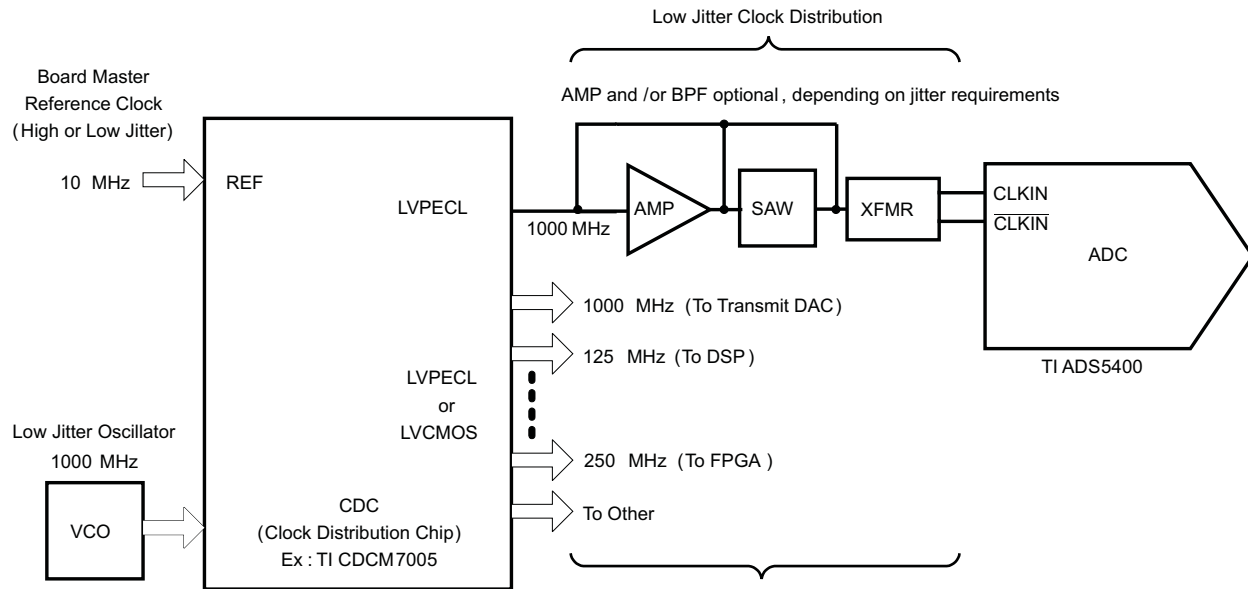 Low Jitter Clock Distribution
AMP and /or BPF optional, depending on jitter requirements
Board Master
Reference Clock
(High or Low Jitter)
10 MHz
REF
LVPECL
1000 MHz
AMP
SAW
XFMR
CLKIN
CLKIN
ADC
TI ADS5400
1000 MHz (To Transmit DAC)
125 MHz (To DSP)
LVPECL
or
LVCMOS
250 MHz (To FPGA )
To Other
Low Jitter Oscillator
1000 MHz
VCO
CDC
(Clock Distribution Chip)
Ex : TI CDCM7005